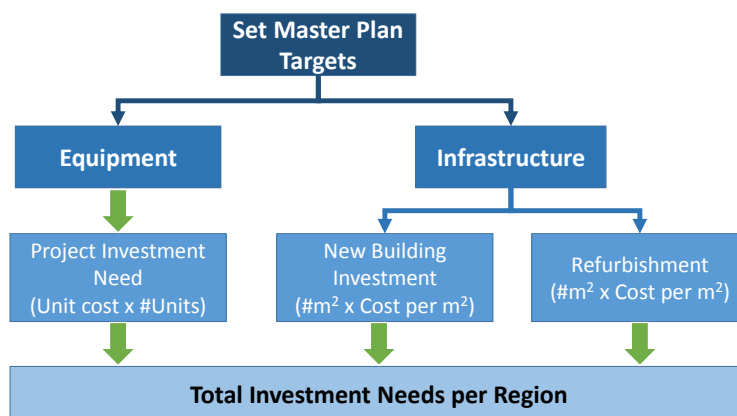 Set Master Plan
Targets
Equipment
Infrastructure
Project Investment
Need
(Unit cost x #Units)
New Building
Investment
(#m² x Cost per m²)
Refurbishment
(#m² x Cost per m²)
Total Investment Needs per Region